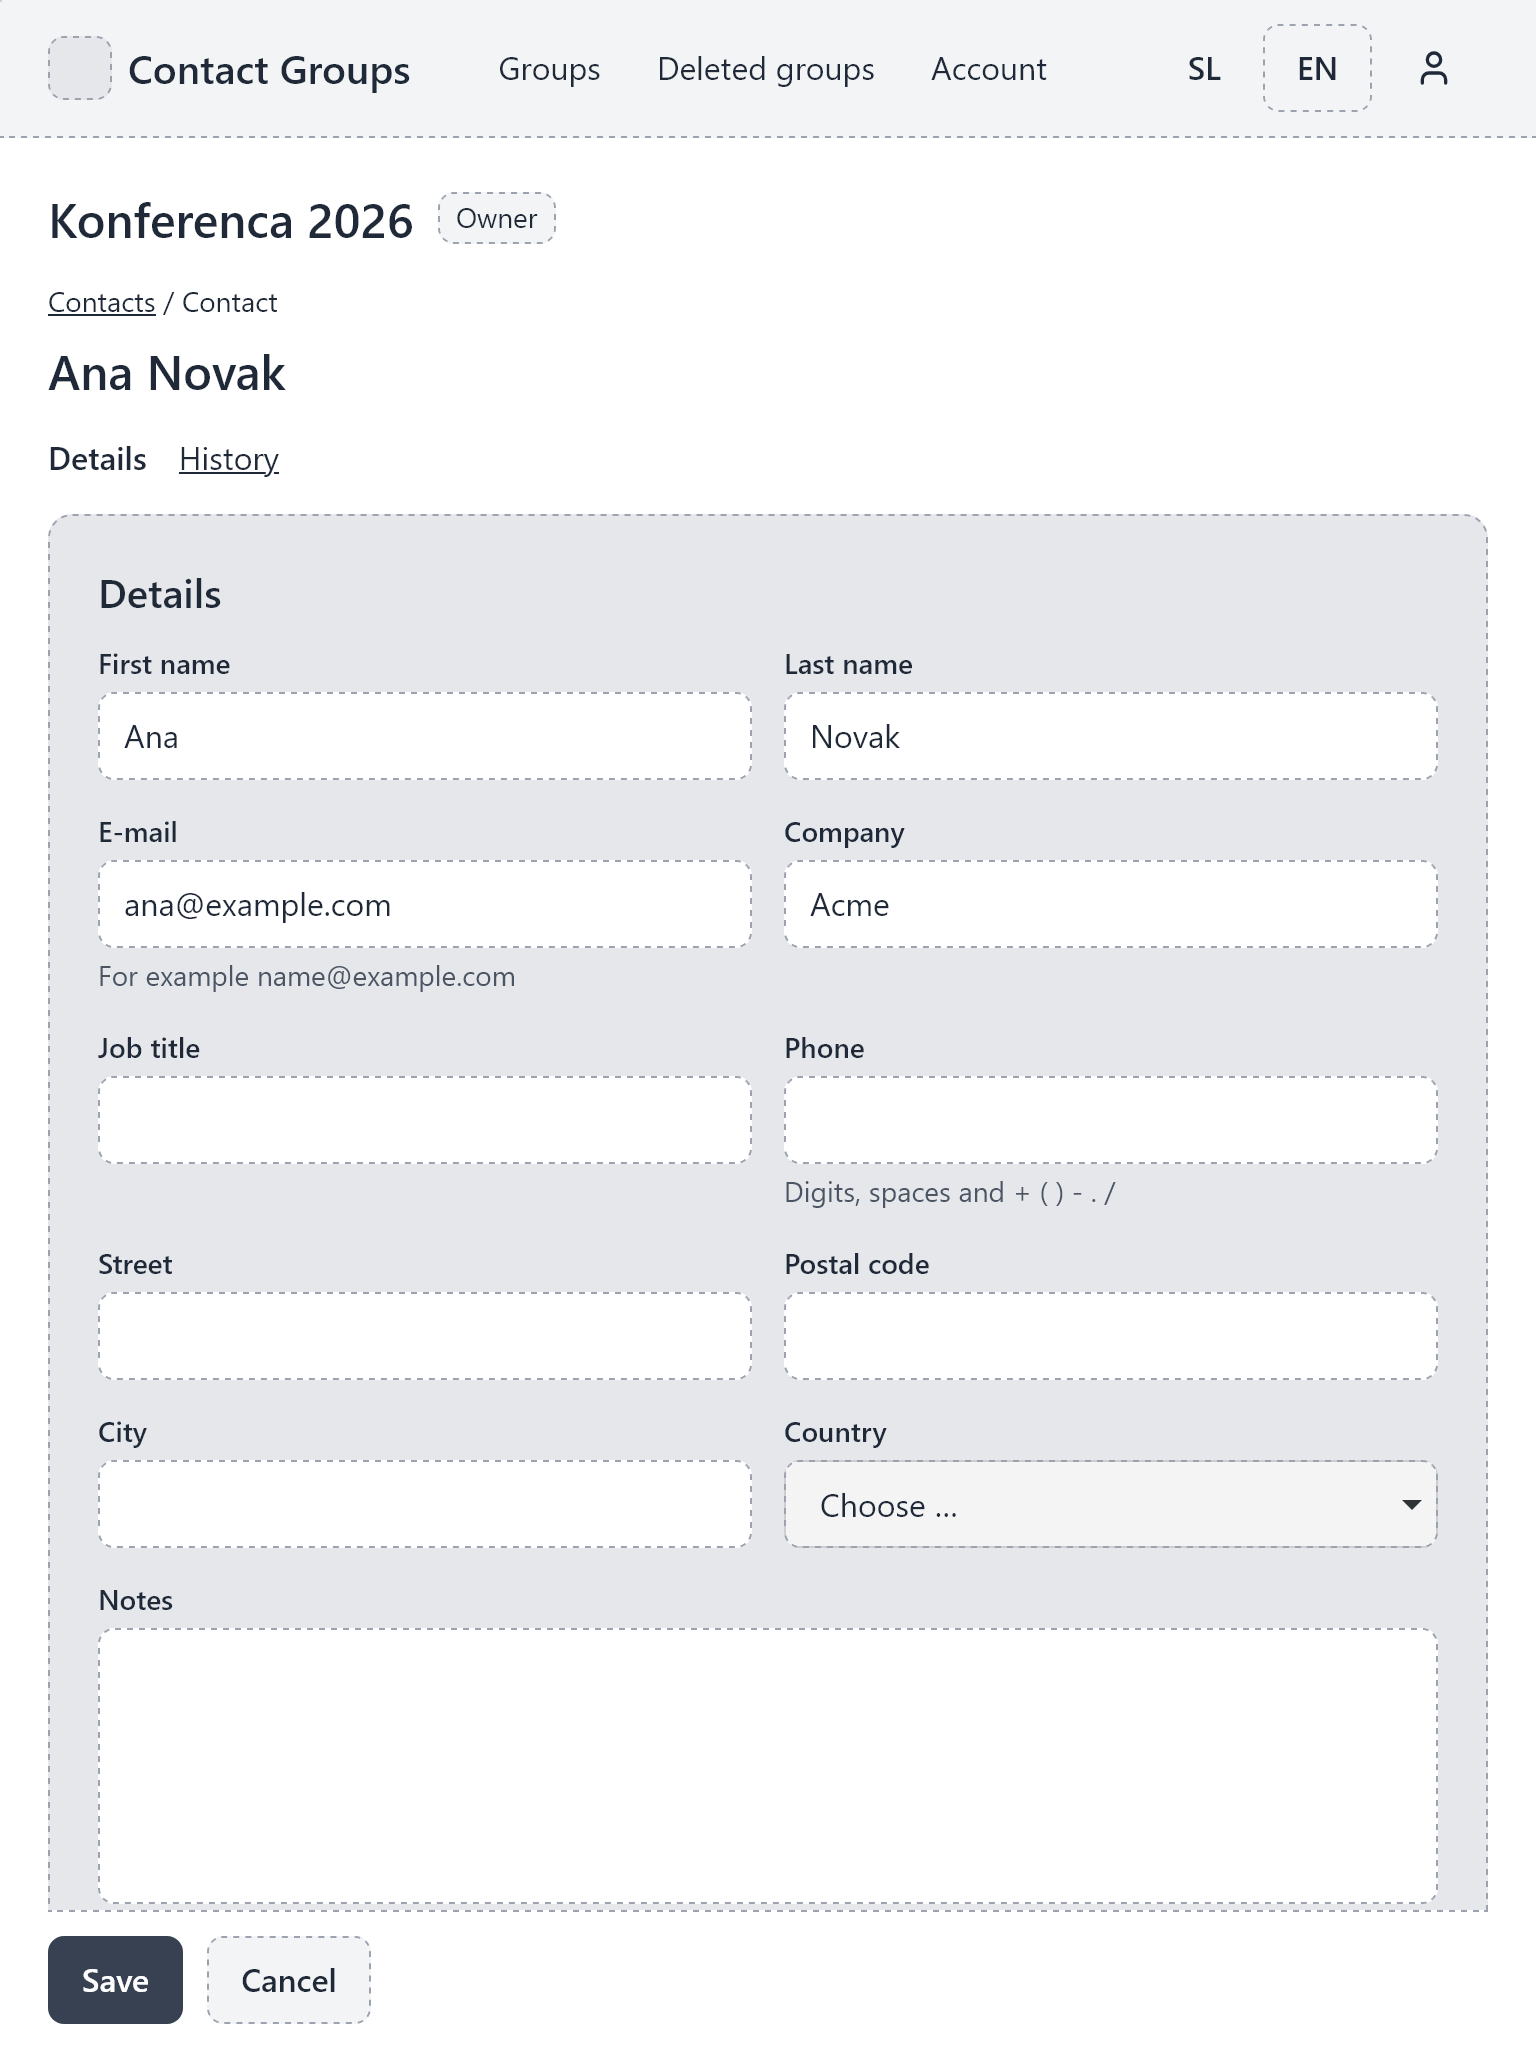 Contact Groups
Groups
Deleted groups
Account
SL
EN
Konferenca 2026
Owner
Contacts / Contact
Ana Novak
Details
History
Details
First name
Last name
Ana
Novak
E-mail
Company
ana@example.com
Acme
For example name@example.com
Job title
Phone
Digits, spaces and + ( ) - . /
Street
Postal code
City
Country
Choose ...
Notes
Save
Cancel